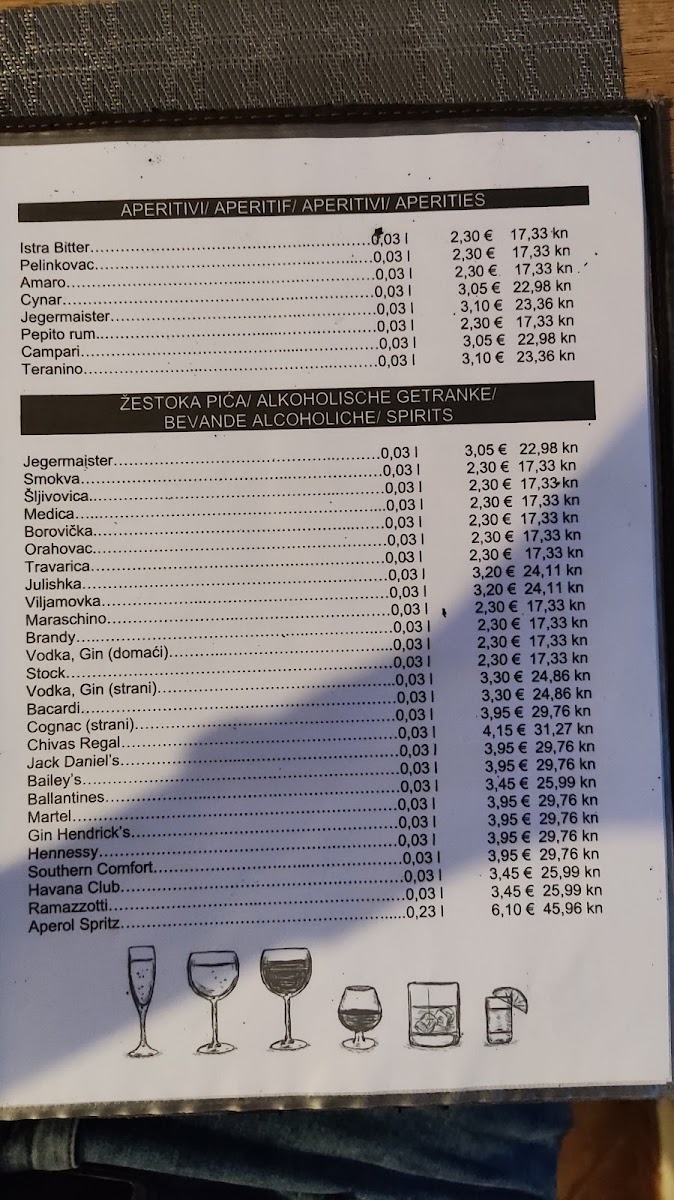 APERITIVI/ APERITIF/ APERITIVI/ APERITIES
Istra Bitter 0,03 l 2,30 € 17,33 kn
Pelinkovac 0,03 l 2,30 € 17,33 kn
Amaro 0,03 l 2,30 € 17,33 kn
Cynar 0,03 l 3,05 € 22,98 kn
Jegermaister 0,03 l 3,10 € 23,36 kn
Pepito rum 0,03 l 2,30 € 17,33 kn
Campari 0,03 l 3,05 € 22,98 kn
Teranino 0,03 l 3,10 € 23,36 kn
ŽESTOKA PIĆA/ ALKOHOLISCHE GETRANKE/
BEVANDE ALCOHOLICHE/ SPIRITS
Jegermaister 0,03 l 3,05 € 22,98 kn
Smokva 0,03 l 2,30 € 17,33 kn
Šljivovica 0,03 l 2,30 € 17,33 kn
Medica 0,03 l 2,30 € 17,33 kn
Borovička 0,03 l 2,30 € 17,33 kn
Orahovac 0,03 l 2,30 € 17,33 kn
Travarica 0,03 l 2,30 € 17,33 kn
Julishka 0,03 l 3,20 € 24,11 kn
Viljamovka 0,03 l 3,20 € 24,11 kn
Maraschino 0,03 l 2,30 € 17,33 kn
Brandy 0,03 l 2,30 € 17,33 kn
Vodka, Gin (domaći) 0,03 l 2,30 € 17,33 kn
Stock 0,03 l 2,30 € 17,33 kn
Vodka, Gin (strani) 0,03 l 3,30 € 24,86 kn
Bacardi 0,03 l 3,30 € 24,86 kn
Cognac (strani) 0,03 l 3,95 € 29,76 kn
Chivas Regal 0,03 l 4,15 € 31,27 kn
Jack Daniel's 0,03 l 3,95 € 29,76 kn
Bailey's 0,03 l 3,95 € 29,76 kn
Ballantines 0,03 l 3,45 € 25,99 kn
Martel 0,03 l 3,95 € 29,76 kn
Gin Hendrick's 0,03 l 3,95 € 29,76 kn
Hennessy 0,03 l 3,95 € 29,76 kn
Southern Comfort 0,03 l 3,95 € 29,76 kn
Havana Club 0,03 l 3,45 € 25,99 kn
Ramazzotti 0,03 l 3,45 € 25,99 kn
Aperol Spritz 0,23 l 6,10 € 45,96 kn